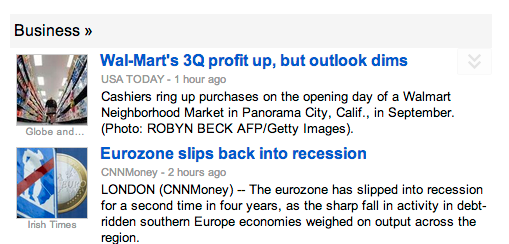 Business »
Wal-Mart's 3Q profit up, but outlook dims
USA TODAY - 1 hour ago
Cashiers ring up purchases on the opening day of a Walmart
Neighborhood Market in Panorama City, Calif., in September.
(Photo: ROBYN BECK AFP/Getty Images).
Globe and...
Eurozone slips back into recession
CNNMoney - 2 hours ago
LONDON (CNNMoney) -- The eurozone has slipped into recession
for a second time in four years, as the sharp fall in activity in debt-
ridden southern Europe economies weighed on output across the
region.
Irish Times